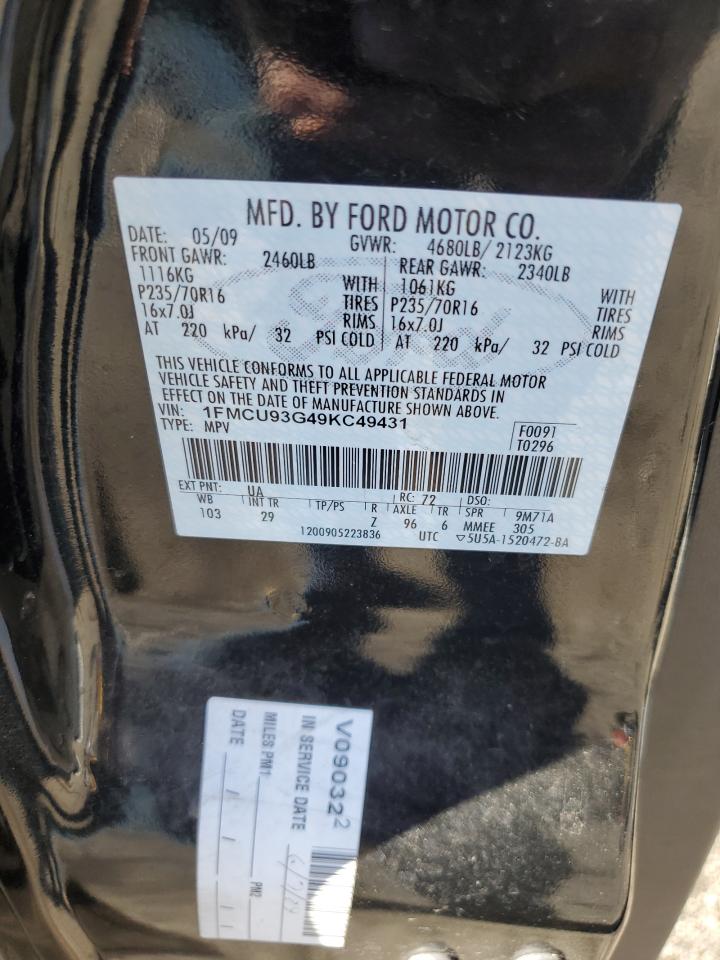 MFD. BY FORD MOTOR CO.
DATE: 05/09 GVWR: 4680LB/ 2123KG
FRONT GAWR: 2460LB REAR GAWR: 2340LB
1116KG WITH 1061KG WITH
P235/70R16 TIRES P235/70R16 TIRES
16x7.0J RIMS 16x7.0J RIMS
AT 220 kPa/ 32 PSI COLD AT 220 kPa/ 32 PSI COLD
THIS VEHICLE CONFORMS TO ALL APPLICABLE FEDERAL MOTOR
VEHICLE SAFETY AND THEFT PREVENTION STANDARDS IN
EFFECT ON THE DATE OF MANUFACTURE SHOWN ABOVE.
VIN: 1FMCU93G49KC49431 F0091
TYPE: MPV T0296
EXT PNT: UA RC: 72 DSO:
WB INT TR TP/PS R AXLE TR SPR 9M71A
103 29 Z 96 6 MMEE 305
1200905223836 UTC ▽5U5A-1520472-BA
Ford
V090322
IN SERVICE DATE
MILES PM1: PM2
DATE / / / /